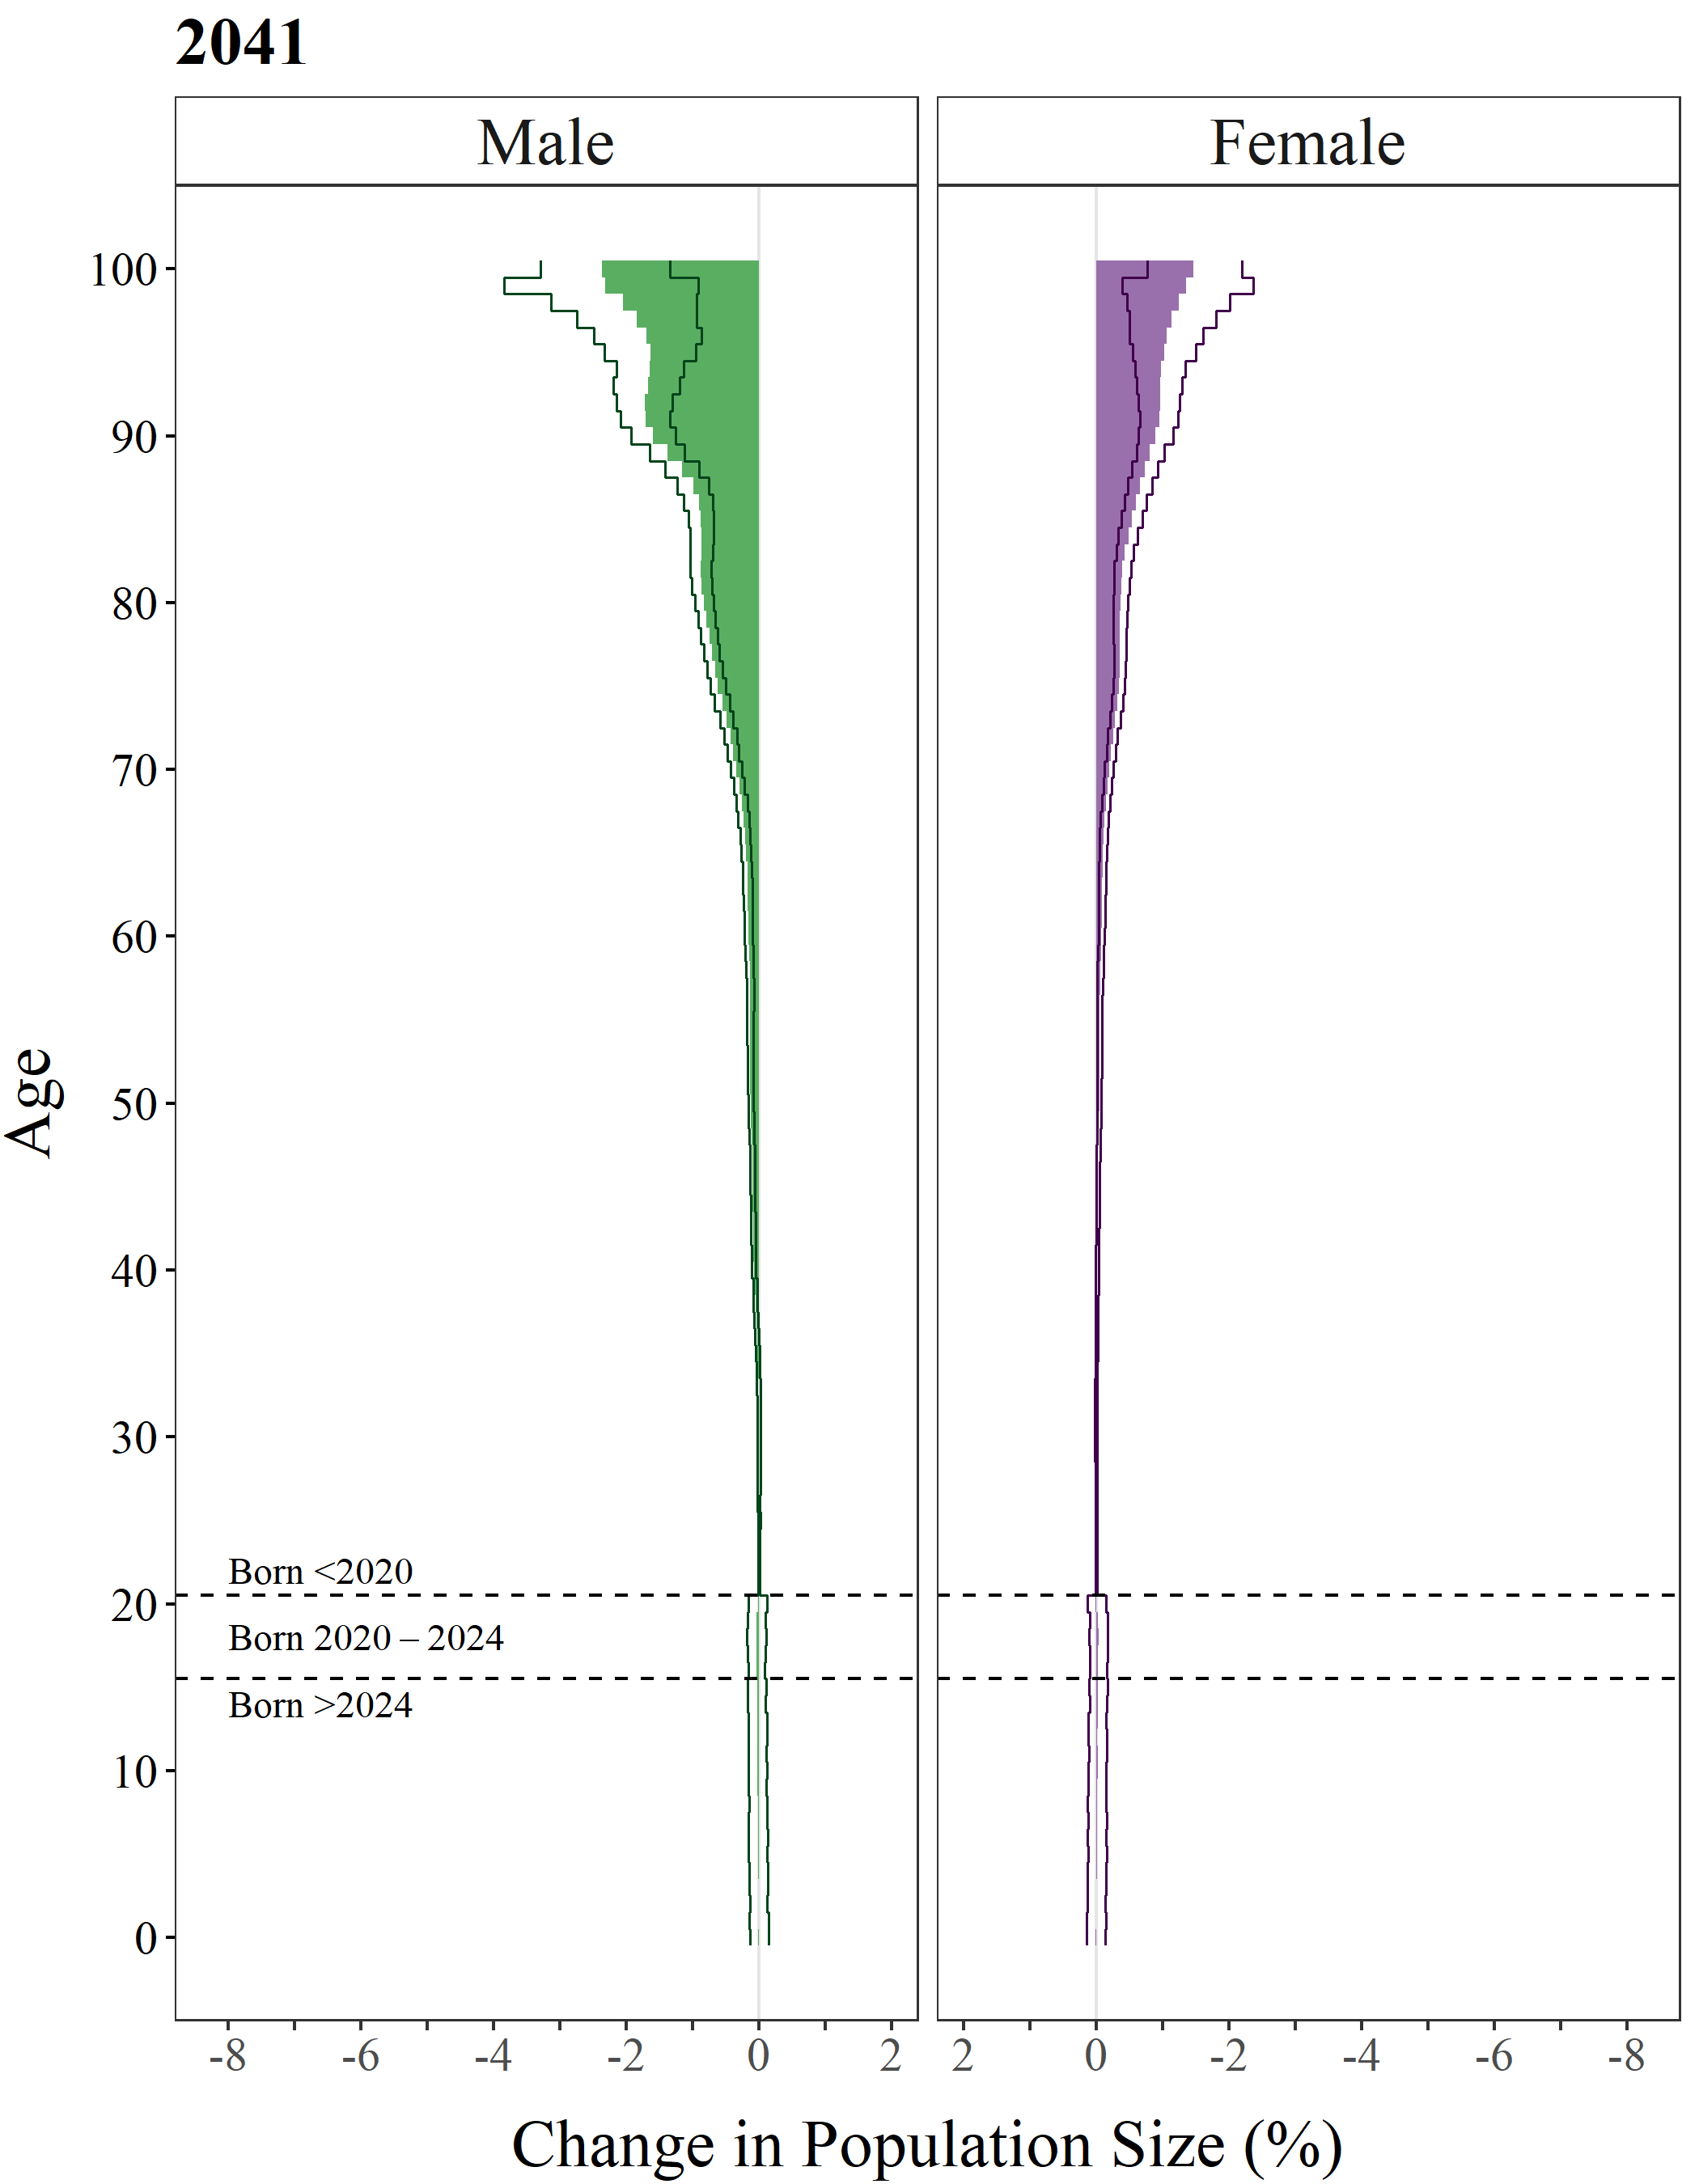 2041
Male
Female
100
90
80
70
60
50
40
30
20
10
0
Age
Born <2020
Born 2020 – 2024
Born >2024
-8 -6 -4 -2 0 2
2 0 -2 -4 -6 -8
Change in Population Size (%)